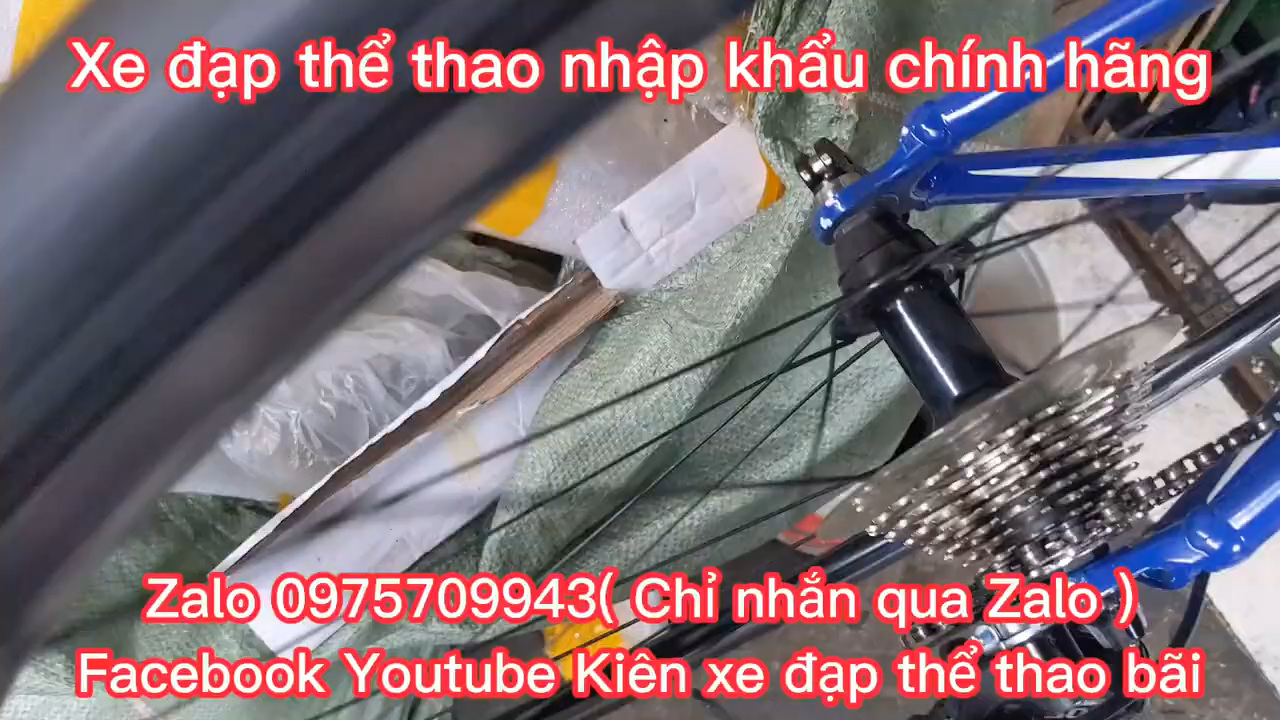 Xe đạp thể thao nhập khẩu chính hãng
Zalo 0975709943( Chỉ nhắn qua Zalo )
Facebook Youtube Kiên xe đạp thể thao bãi